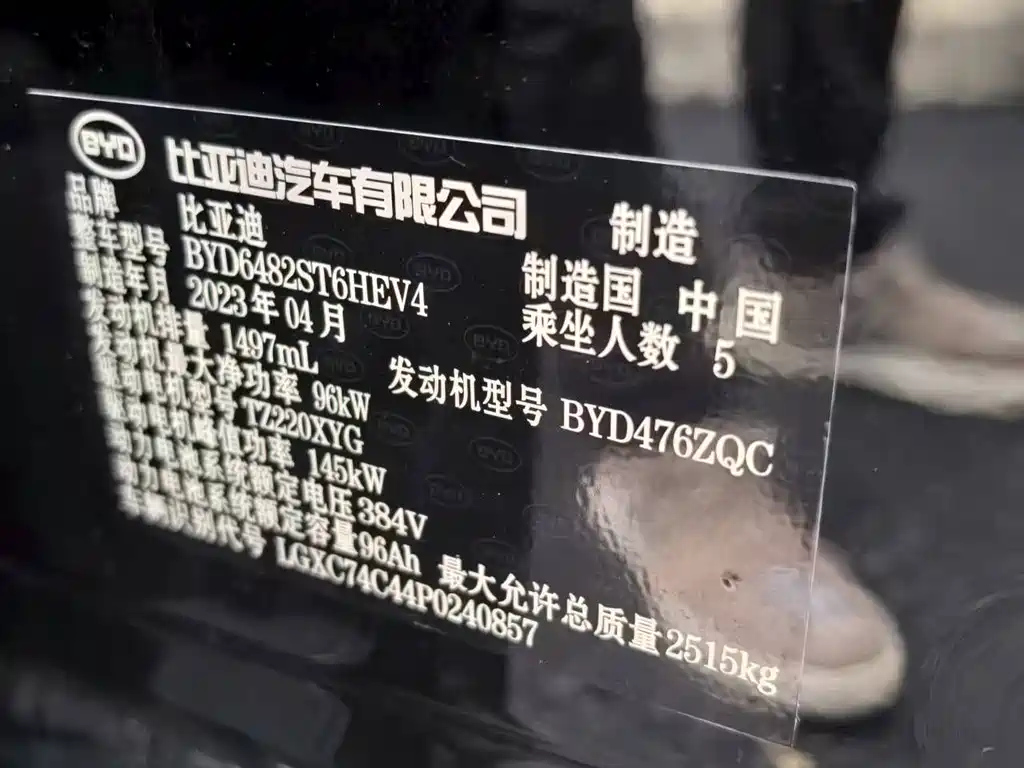 BYD 比亚迪汽车有限公司 制造
品牌 比亚迪 制造国 中国
整车型号 BYD6482ST6HEV4 乘坐人数 5
制造年月 2023年04月
发动机排量 1497mL 发动机型号 BYD476ZQC
发动机最大净功率 96kW
驱动电机型号 TZ220XYG
驱动电机峰值功率 145kW
动力电池系统额定电压 384V
动力电池系统额定容量 96Ah 最大允许总质量 2515kg
车辆识别代号 LGXC74C44P0240857